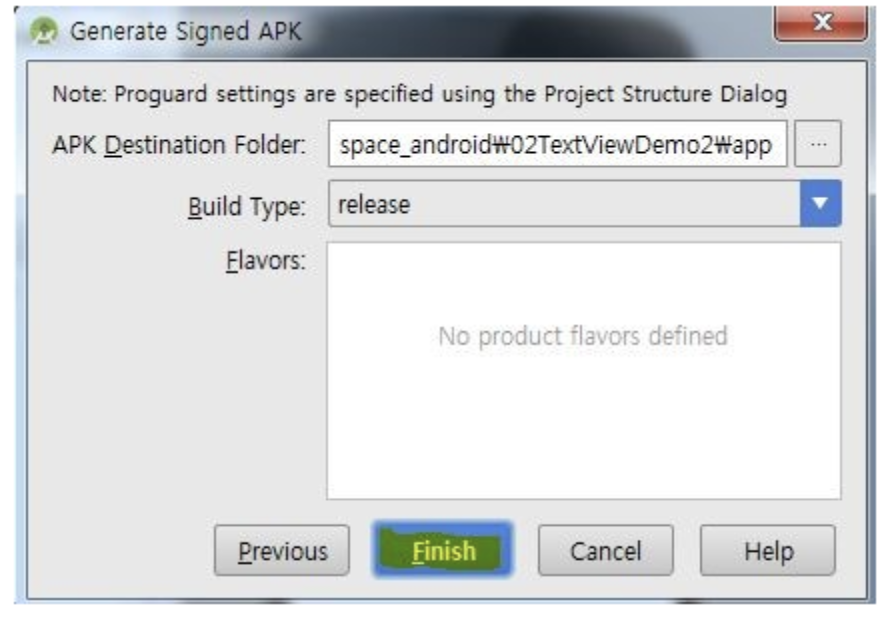 Generate Signed APK
Note: Proguard settings are specified using the Project Structure Dialog
APK Destination Folder: space_android₩02TextViewDemo2₩app ...
Build Type: release
Flavors:
No product flavors defined
Previous Finish Cancel Help